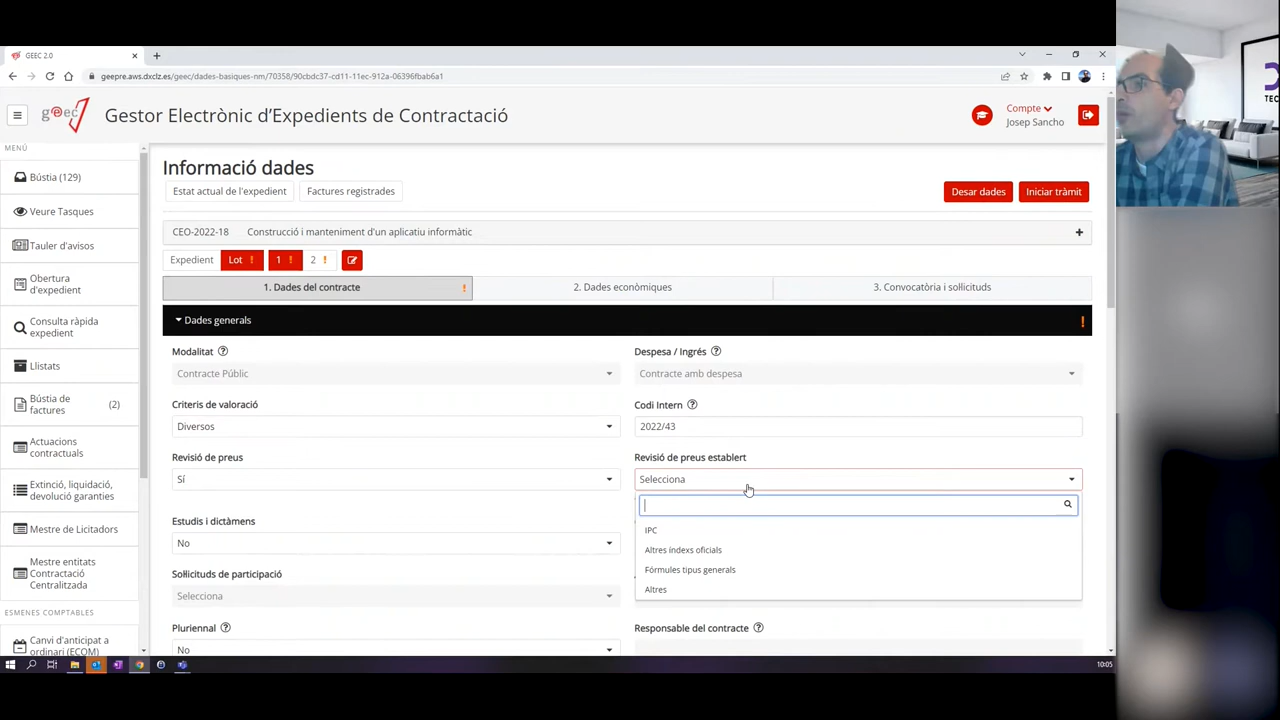 GEEC 2.0
geepre.aws.dxclz.es/geec/dades-basiques-nm/70358/90cbdc37-cd11-11ec-912a-06396fbab6a1
geec
Gestor Electrònic d'Expedients de Contractació
Compte
Josep Sancho
MENÚ
Bústia (129)
Veure Tasques
Tauler d'avisos
Obertura
d'expedient
Consulta ràpida
expedient
Llistats
Bústia de
factures
(2)
Actuacions
contractuals
Extinció, liquidació,
devolució garanties
Mestre de Licitadors
Mestre entitats
Contractació
Centralitzada
ESMENES COMPTABLES
Canvi d'anticipat a
ordinari (ECOM)
Informació dades
Estat actual de l'expedient
Factures registrades
Desar dades
Iniciar tràmit
CEO-2022-18 Construcció i manteniment d'un aplicatiu informàtic
Expedient Lot ! 1 ! 2 !
1. Dades del contracte !
2. Dades econòmiques
3. Convocatòria i sol·licituds
Dades generals !
Modalitat
Contracte Públic
Despesa / Ingrés
Contracte amb despesa
Criteris de valoració
Diversos
Codi Intern
2022/43
Revisió de preus
Sí
Revisió de preus establert
Selecciona
IPC
Altres índexs oficials
Fórmules tipus generals
Altres
Estudis i dictàmens
No
Sol·licituds de participació
Selecciona
Pluriennal
No
Responsable del contracte
10:05
TEC